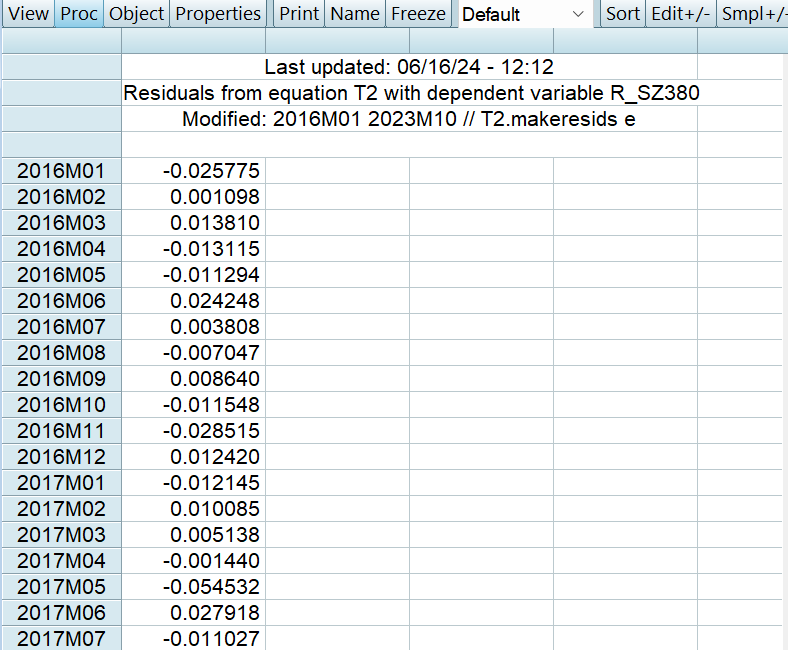 View Proc Object Properties Print Name Freeze Default Sort Edit+/- Smpl+/-
Last updated: 06/16/24 - 12:12
Residuals from equation T2 with dependent variable R_SZ380
Modified: 2016M01 2023M10 // T2.makeresids e
2016M01 -0.025775
2016M02 0.001098
2016M03 0.013810
2016M04 -0.013115
2016M05 -0.011294
2016M06 0.024248
2016M07 0.003808
2016M08 -0.007047
2016M09 0.008640
2016M10 -0.011548
2016M11 -0.028515
2016M12 0.012420
2017M01 -0.012145
2017M02 0.010085
2017M03 0.005138
2017M04 -0.001440
2017M05 -0.054532
2017M06 0.027918
2017M07 -0.011027